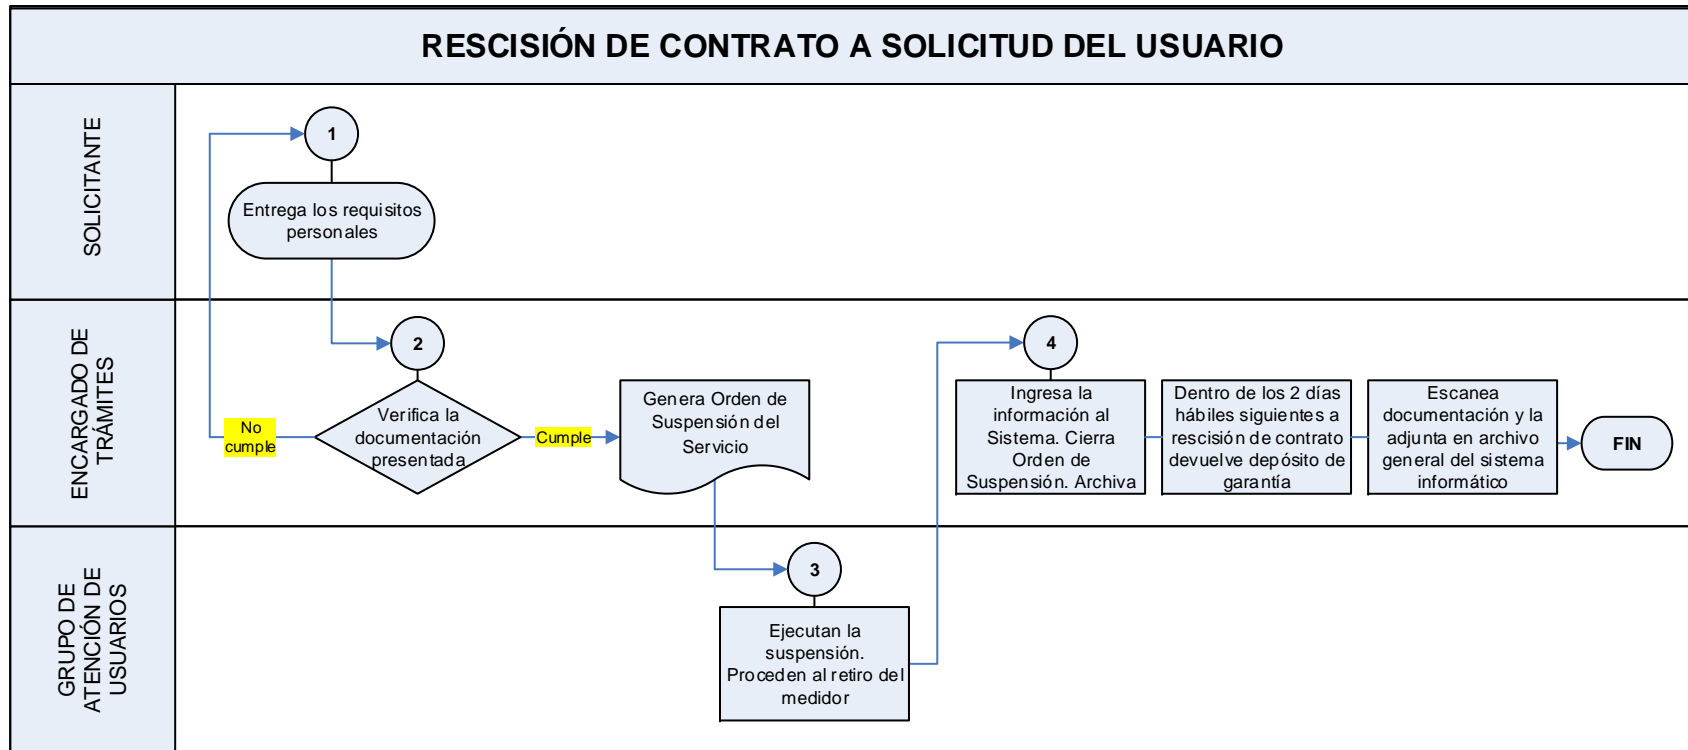 RESCISIÓN DE CONTRATO A SOLICITUD DEL USUARIO
SOLICITANTE
1
Entrega los requisitos
personales
ENCARGADO DE
TRÁMITES
2
Verifica la
documentación
presentada
No
cumple
Cumple
Genera Orden de
Suspensión del
Servicio
4
Ingresa la
información al
Sistema. Cierra
Orden de
Suspensión. Archiva
Dentro de los 2 días
hábiles siguientes a
rescisión de contrato
devuelve depósito de
garantía
Escanea
documentación y la
adjunta en archivo
general del sistema
informático
FIN
GRUPO DE
ATENCIÓN DE
USUARIOS
3
Ejecutan la
suspensión.
Proceden al retiro del
medidor